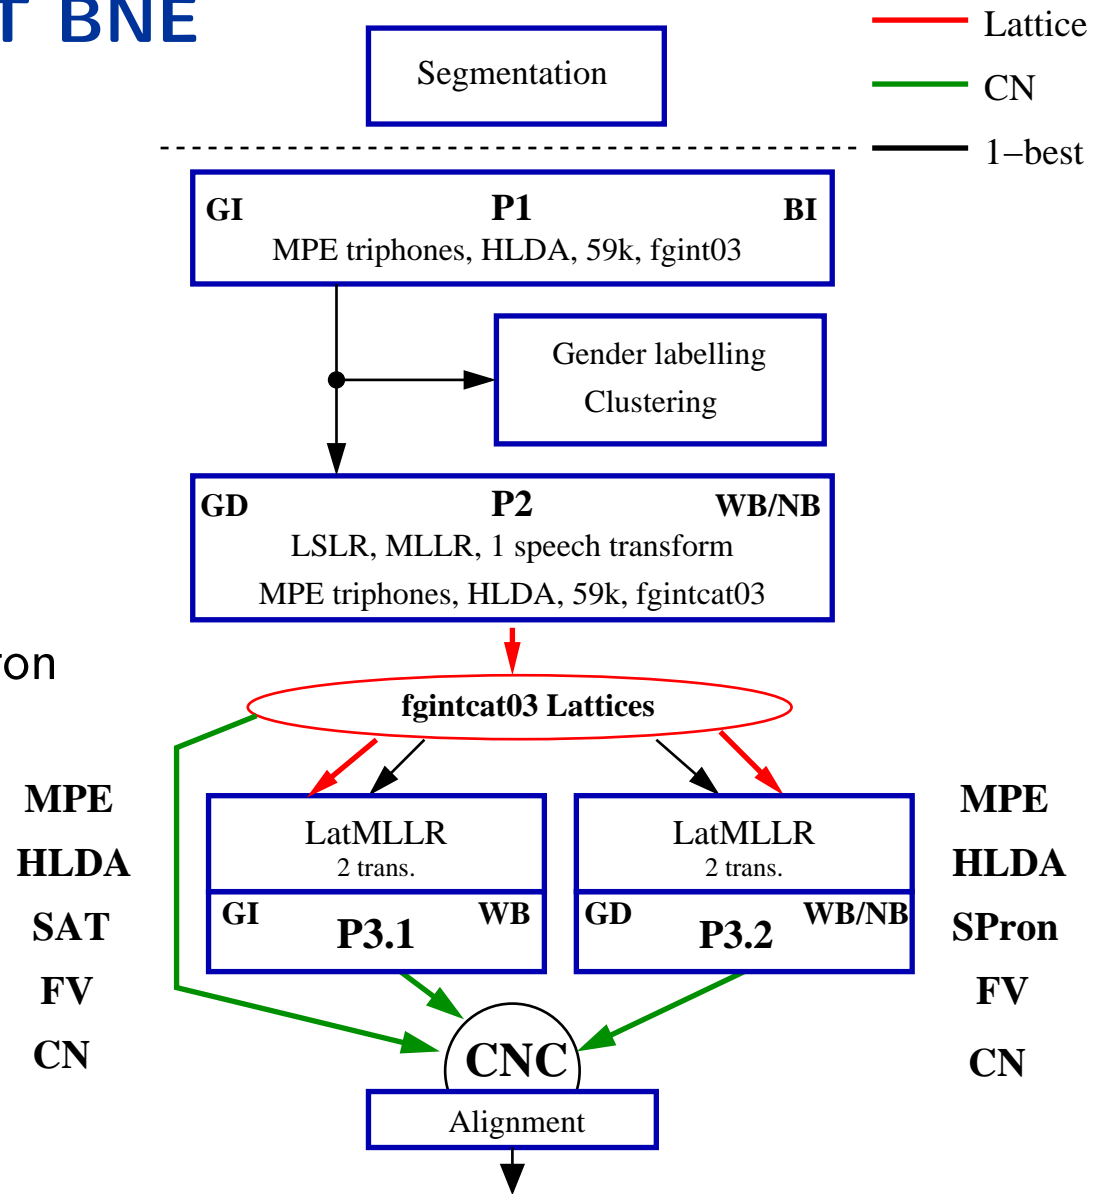 T BNE
Lattice
CN
1−best
Segmentation
GI P1 BI
MPE triphones, HLDA, 59k, fgint03
Gender labelling
Clustering
GD P2 WB/NB
LSLR, MLLR, 1 speech transform
MPE triphones, HLDA, 59k, fgintcat03
ron
fgintcat03 Lattices
MPE
HLDA
SAT
FV
CN
LatMLLR
2 trans.
GI P3.1 WB
LatMLLR
2 trans.
GD P3.2 WB/NB
MPE
HLDA
SPron
FV
CN
CNC
Alignment